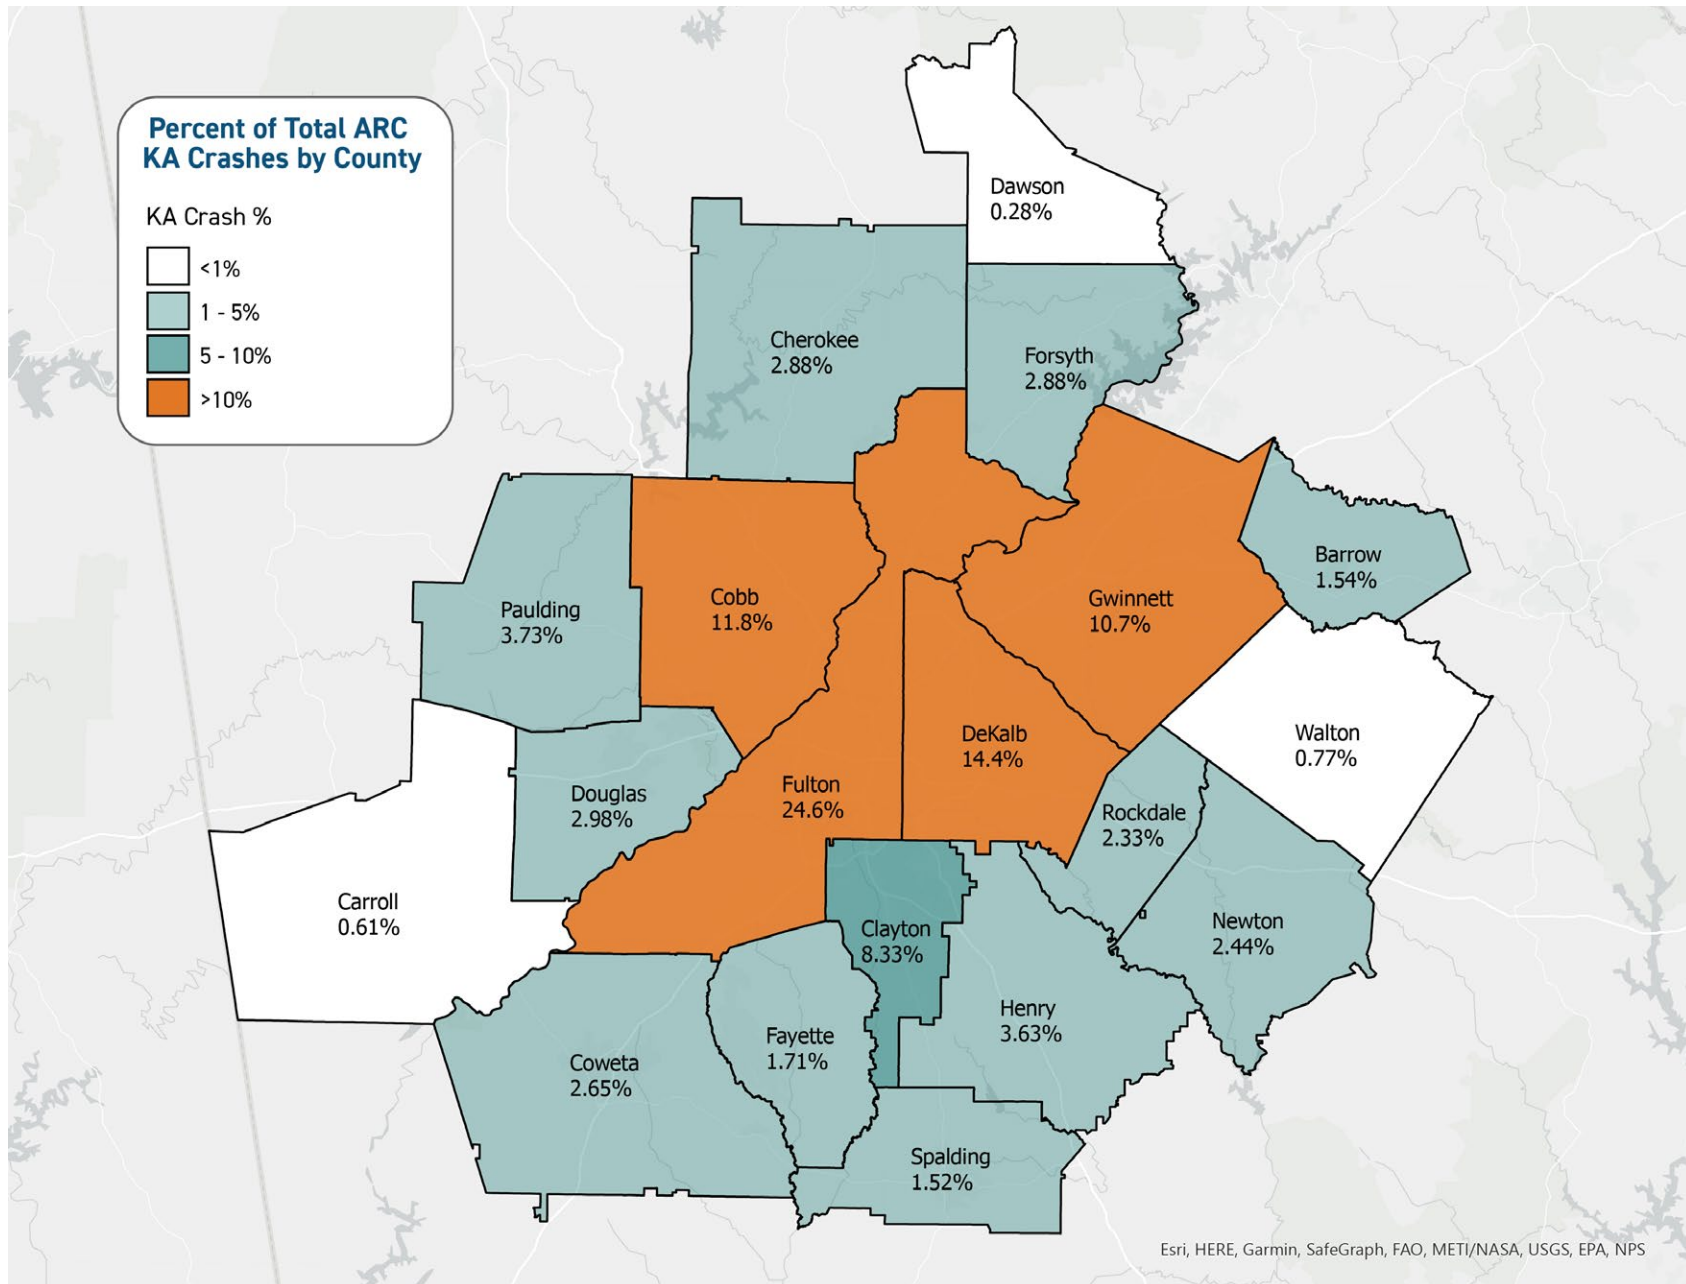 Percent of Total ARC
KA Crashes by County
KA Crash %
<1%
1 - 5%
5 - 10%
>10%
Dawson
0.28%
Cherokee
2.88%
Forsyth
2.88%
Barrow
1.54%
Paulding
3.73%
Cobb
11.8%
Gwinnett
10.7%
Walton
0.77%
DeKalb
14.4%
Douglas
2.98%
Fulton
24.6%
Rockdale
2.33%
Carroll
0.61%
Clayton
8.33%
Newton
2.44%
Henry
3.63%
Fayette
1.71%
Coweta
2.65%
Spalding
1.52%
Esri, HERE, Garmin, SafeGraph, FAO, METI/NASA, USGS, EPA, NPS